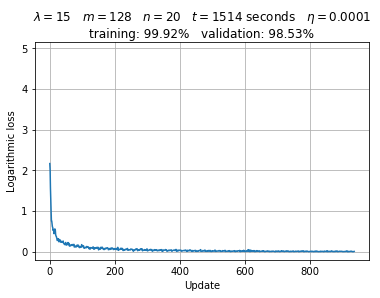 λ = 15 m = 128 n = 20 t = 1514 seconds η = 0.0001
training: 99.92% validation: 98.53%
5
4
3
2
1
0
Logarithmic loss
0 200 400 600 800
Update